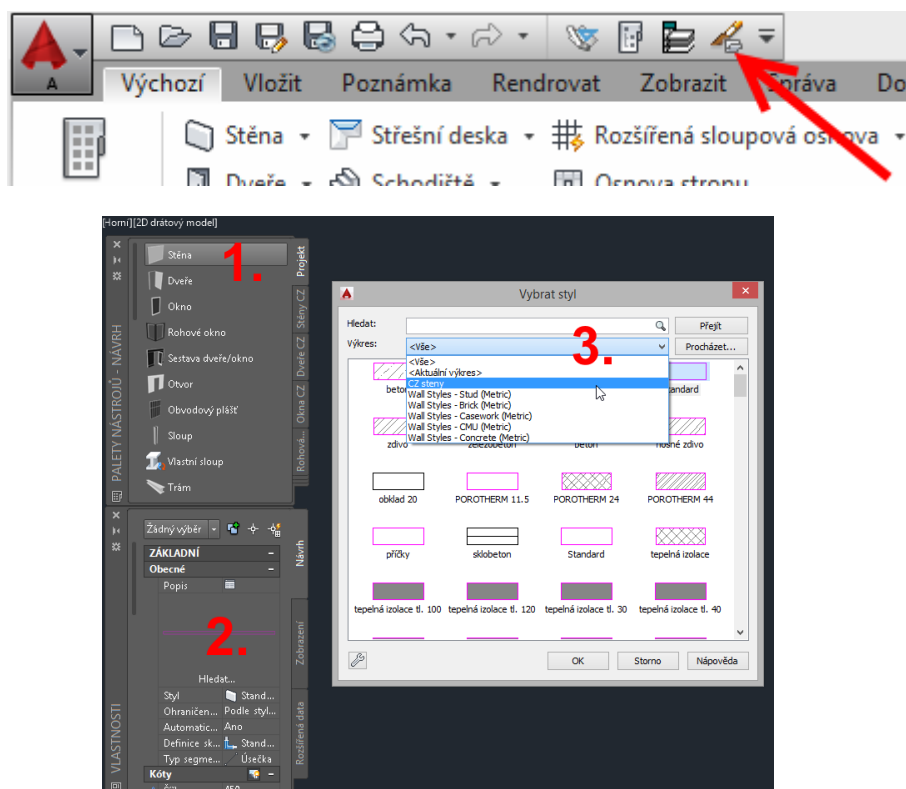 A
Výchozí Vložit Poznámka Rendrovat Zobrazit Správa Do
Stěna Střešní deska Rozšířená sloupová osnova
Dveře Schodiště Osnova stropu
[Horní][2D drátový model]
PALETY NÁSTROJŮ - NÁVRH
Stěna
Dveře
Okno
Rohové okno
Sestava dveře/okno
Otvor
Obvodový plášť
Sloup
Vlastní sloup
Trám
1.
Projekt
Stěny CZ
Dveře CZ
Okna CZ
Rohová...
VLASTNOSTI
Žádný výběr
ZÁKLADNÍ
Obecné
Popis
2.
Hledat...
Styl Stand...
Ohraničen... Podle styl...
Automatic... Ano
Definice sk... Stand...
Typ segme... Úsečka
Kóty
450
Návrh
Zobrazení
Rozšířená data
Vybrat styl
Hledat: Přejít
Výkres: <Vše> Procházet...
3.
<Vše>
<Aktuální výkres>
CZ steny
Wall Styles - Stud (Metric)
Wall Styles - Brick (Metric)
Wall Styles - Casework (Metric)
Wall Styles - CMU (Metric)
Wall Styles - Concrete (Metric)
beto andard
zdivo železobeton beton nosné zdivo
obklad 20 POROTHERM 11.5 POROTHERM 24 POROTHERM 44
příčky sklobeton Standard tepelná izolace
tepelná izolace tl. 100 tepelná izolace tl. 120 tepelná izolace tl. 30 tepelná izolace tl. 40
OK Storno Nápověda